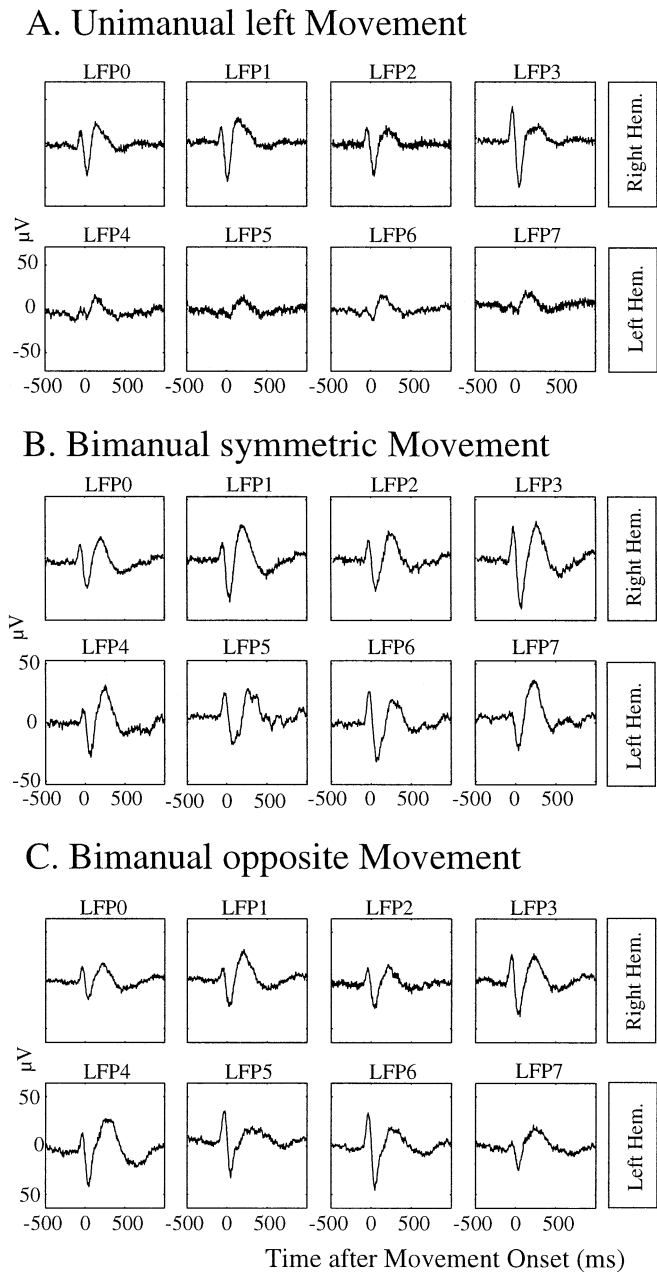 A. Unimanual left Movement
LFP0 LFP1 LFP2 LFP3
Right Hem.
µV
LFP4 LFP5 LFP6 LFP7
50
0
-50
Left Hem.
-500 0 500 -500 0 500 -500 0 500 -500 0 500
B. Bimanual symmetric Movement
LFP0 LFP1 LFP2 LFP3
Right Hem.
µV
LFP4 LFP5 LFP6 LFP7
50
0
-50
Left Hem.
-500 0 500 -500 0 500 -500 0 500 -500 0 500
C. Bimanual opposite Movement
LFP0 LFP1 LFP2 LFP3
Right Hem.
µV
LFP4 LFP5 LFP6 LFP7
50
0
50
Left Hem.
-500 0 500 -500 0 500 -500 0 500 -500 0 500
Time after Movement Onset (ms)